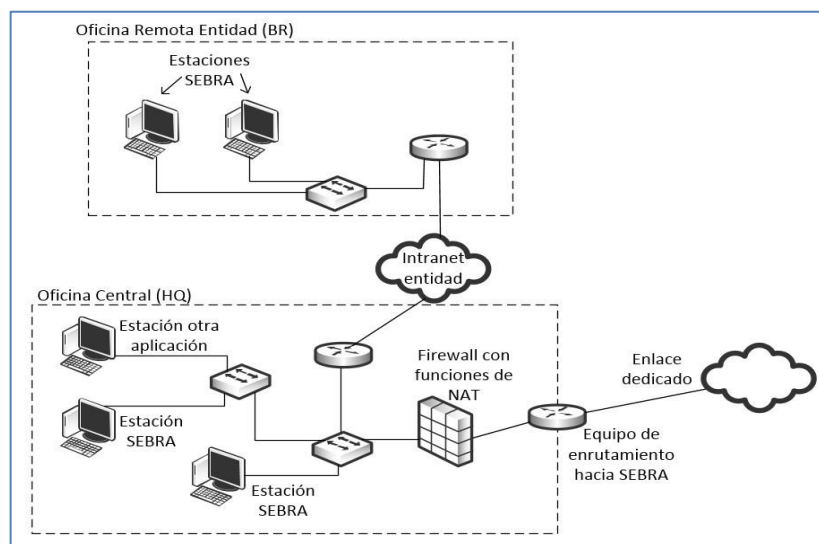 Oficina Remota Entidad (BR)
Estaciones
SEBRA
Intranet
entidad
Oficina Central (HQ)
Estación otra
aplicación
Firewall con
funciones de
NAT
Enlace
dedicado
Estación
SEBRA
Estación
SEBRA
Equipo de
enrutamiento
hacia SEBRA